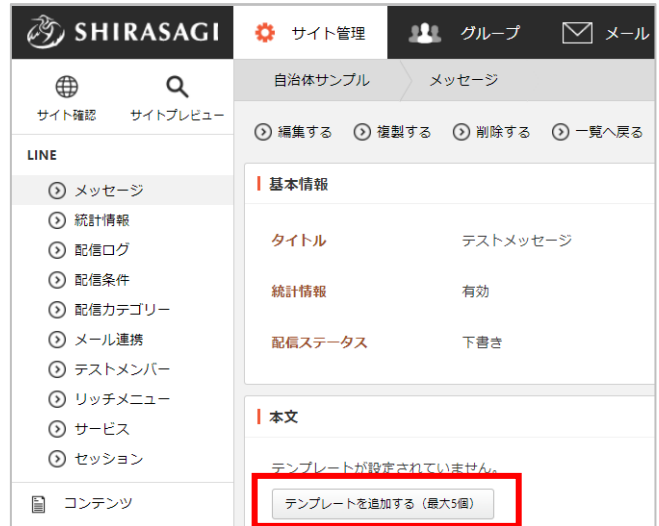 SHIRASAGI
サイト管理
グループ
メール
サイト確認
サイトプレビュー
自治体サンプル
メッセージ
編集する
複製する
削除する
一覧へ戻る
LINE
メッセージ
統計情報
配信ログ
配信条件
配信カテゴリー
メール連携
テストメンバー
リッチメニュー
サービス
セッション
コンテンツ
基本情報
タイトル
テストメッセージ
統計情報
有効
配信ステータス
下書き
本文
テンプレートが設定されていません。
テンプレートを追加する（最大5個）